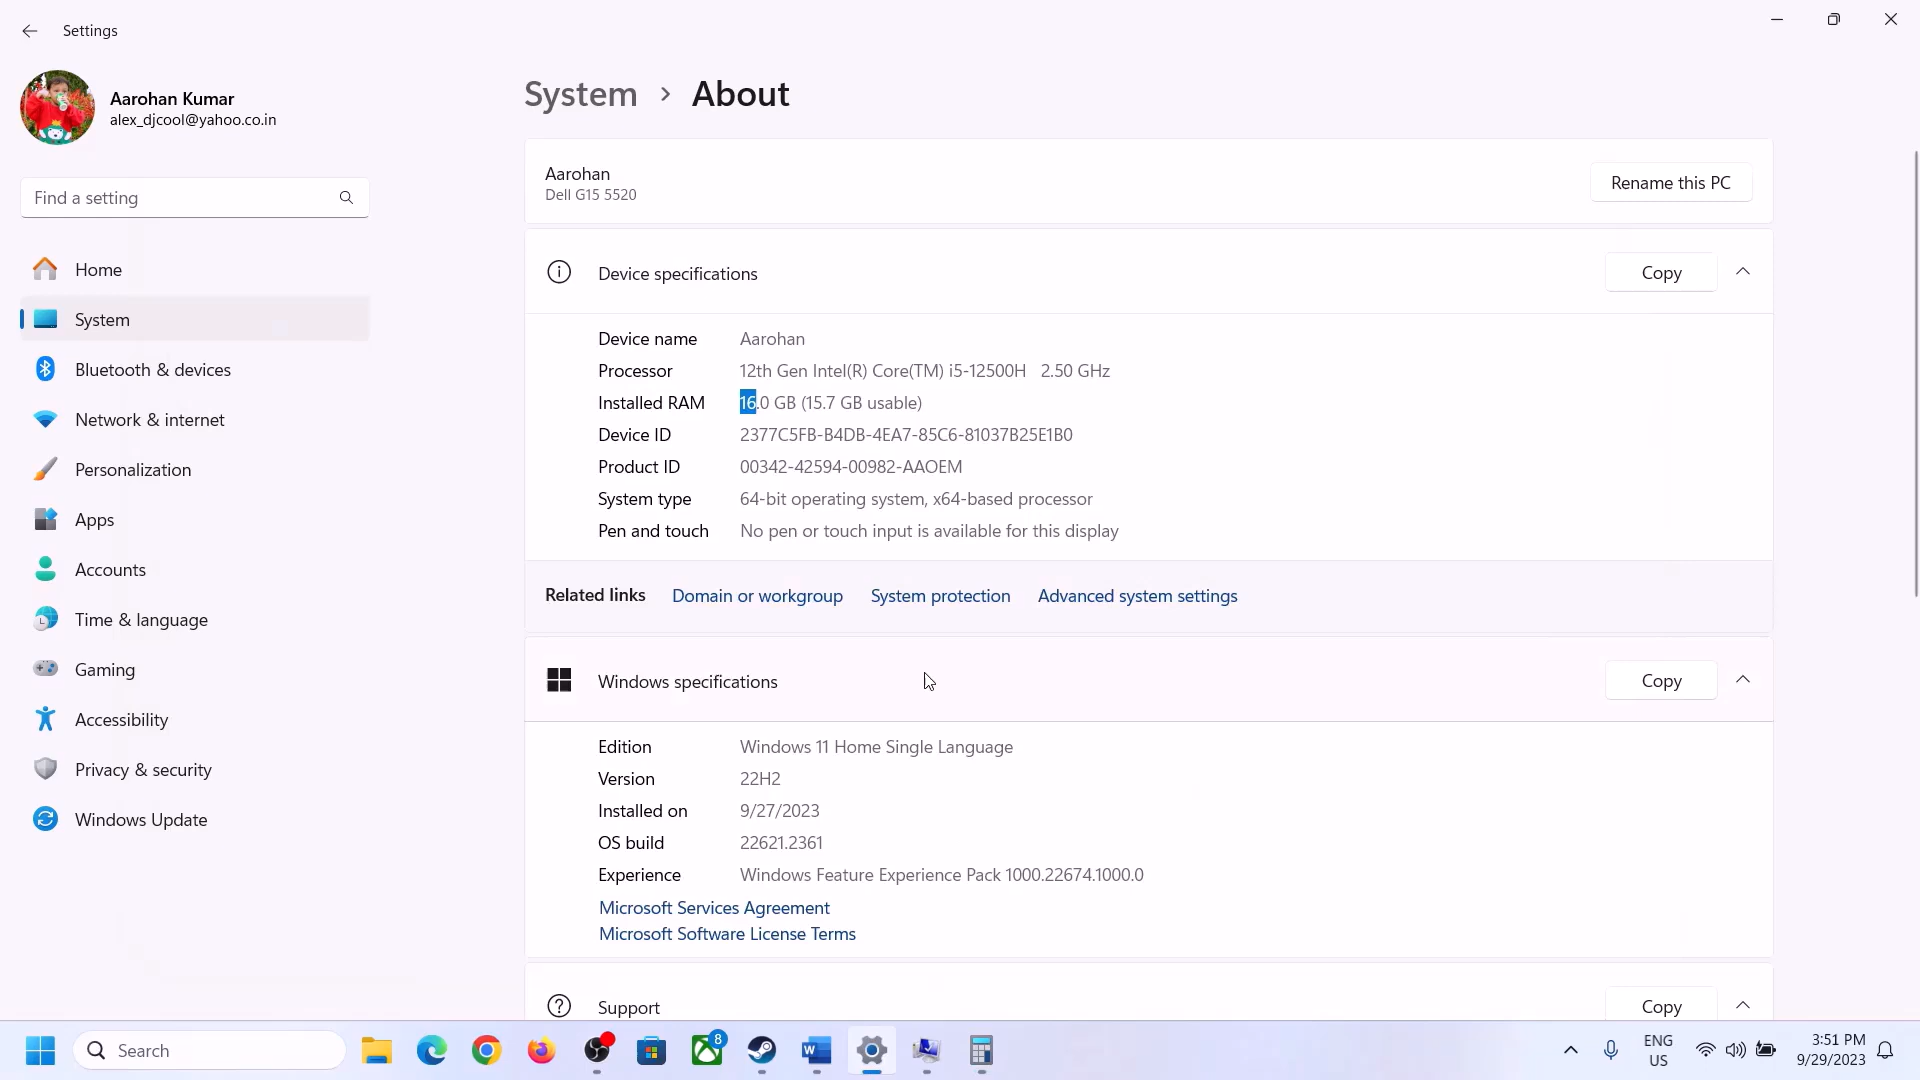 Settings
Aarohan Kumar
alex_djcool@yahoo.co.in
Find a setting
Home
System
Bluetooth & devices
Network & internet
Personalization
Apps
Accounts
Time & language
Gaming
Accessibility
Privacy & security
Windows Update
System > About
Aarohan
Dell G15 5520
Rename this PC
Device specifications
Copy
Device name Aarohan
Processor 12th Gen Intel(R) Core(TM) i5-12500H 2.50 GHz
Installed RAM 16.0 GB (15.7 GB usable)
Device ID 2377C5FB-B4DB-4EA7-85C6-81037B25E1B0
Product ID 00342-42594-00982-AAOEM
System type 64-bit operating system, x64-based processor
Pen and touch No pen or touch input is available for this display
Related links Domain or workgroup System protection Advanced system settings
Windows specifications
Copy
Edition Windows 11 Home Single Language
Version 22H2
Installed on 9/27/2023
OS build 22621.2361
Experience Windows Feature Experience Pack 1000.22674.1000.0
Microsoft Services Agreement
Microsoft Software License Terms
Support
Copy
Search
8
W
ENG
US
3:51 PM
9/29/2023